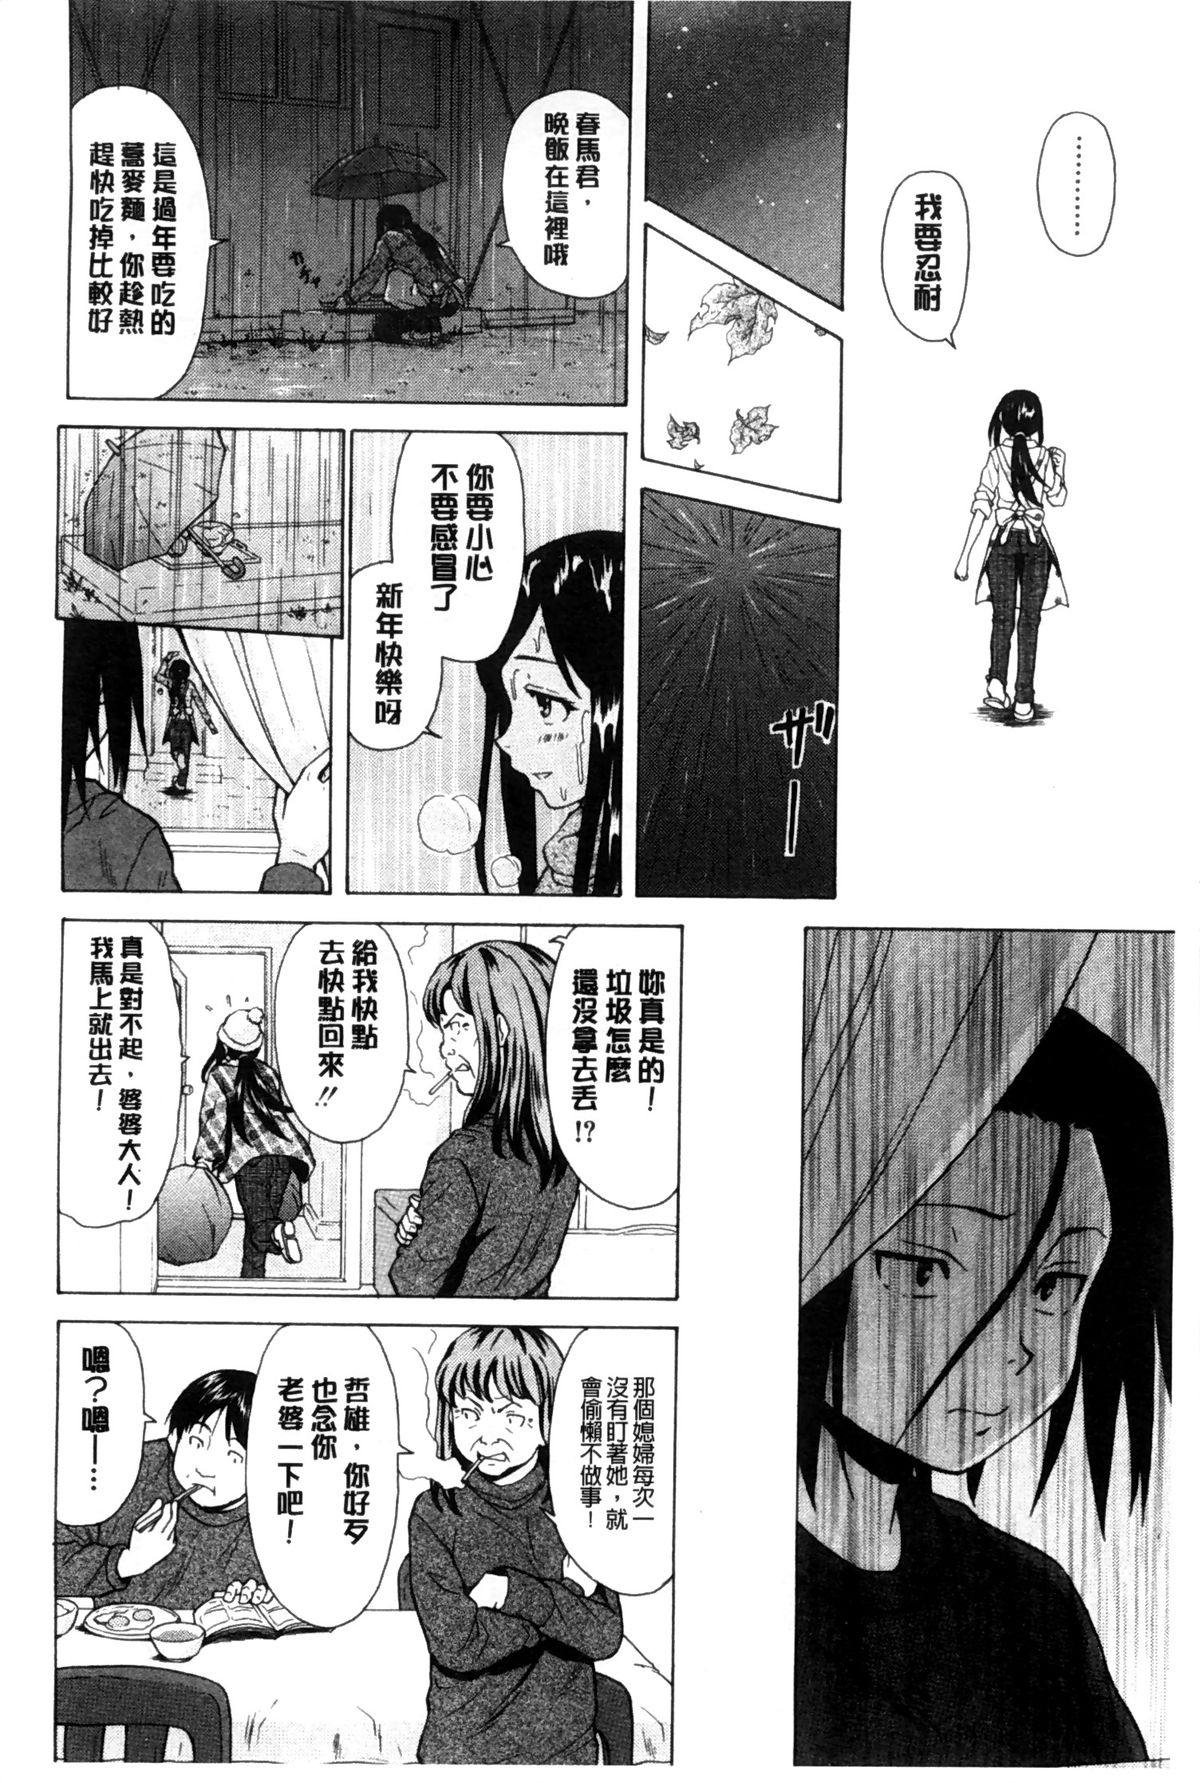 …………
我要忍耐
春馬君，
晚飯在這裡哦
ガチャ
這是過年要吃的
蕎麥麵，你趁熱
趕快吃掉比較好
ザー
你要小心
不要感冒了
新年快樂呀
妳真是的！
垃圾怎麼
還沒拿去丟!?
給我快點
去快點回來!!
真是對不起，婆婆大人！
我馬上就出去！
那個媳婦每次一
沒有盯著她，就
會偷懶不做事！
哲雄，你好歹
也念你
老婆一下吧！
嗯？嗯—…